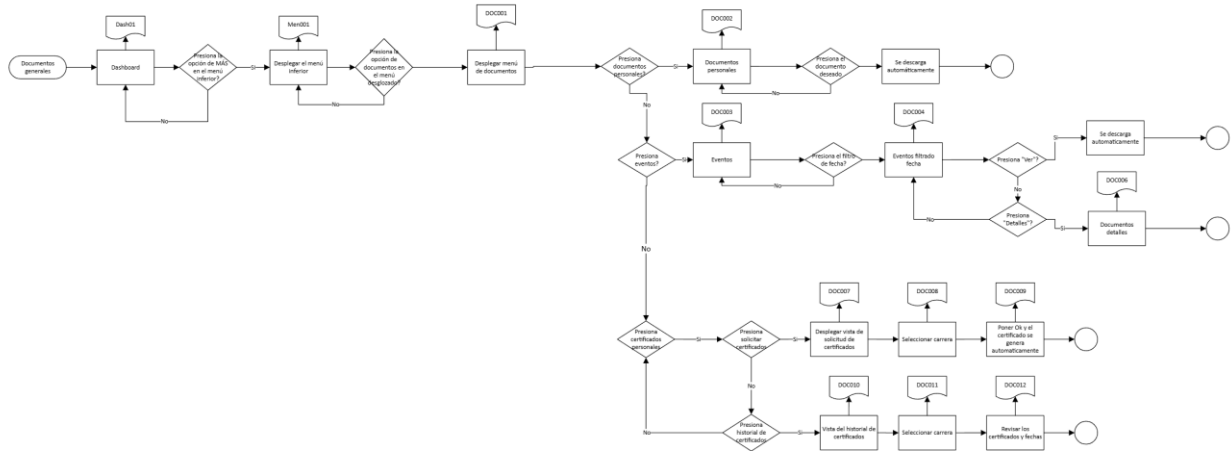 Dash01
Men001
DOC001
DOC002
Documentos
generales
Dashboard
Presiona la
opción de MÁS
en el menú
inferior?
Si
Desplegar el menú
inferior
Presiona la
opción de
documentos en
el menú
desglozado?
Desplegar menú
de documentos
Presiona
documentos
personales?
Si
Documentos
personales
Presiona el
documento
deseado
Se descarga
automáticamente
No
No
No
No
DOC003
DOC004
Presiona
eventos?
Si
Eventos
Presiona el filtro
de fecha?
Eventos filtrado
fecha
Presiona "Ver"?
Si
Se descarga
automaticamente
No
No
DOC006
No
Presiona
"Detalles"?
Si
Documentos
detalles
No
DOC007
DOC008
DOC009
Presiona
certificados
personales
Si
Presiona
solicitar
certificados
Si
Desplegar vista de
solicitud de
certificados
Seleccionar carrera
Poner Ok y el
certificado se
genera
automaticamente
No
DOC010
DOC011
DOC012
No
Presiona
historial de
certificados
Si
Vista del historial de
certificados
Seleccionar carrera
Revisar los
certificados y fechas